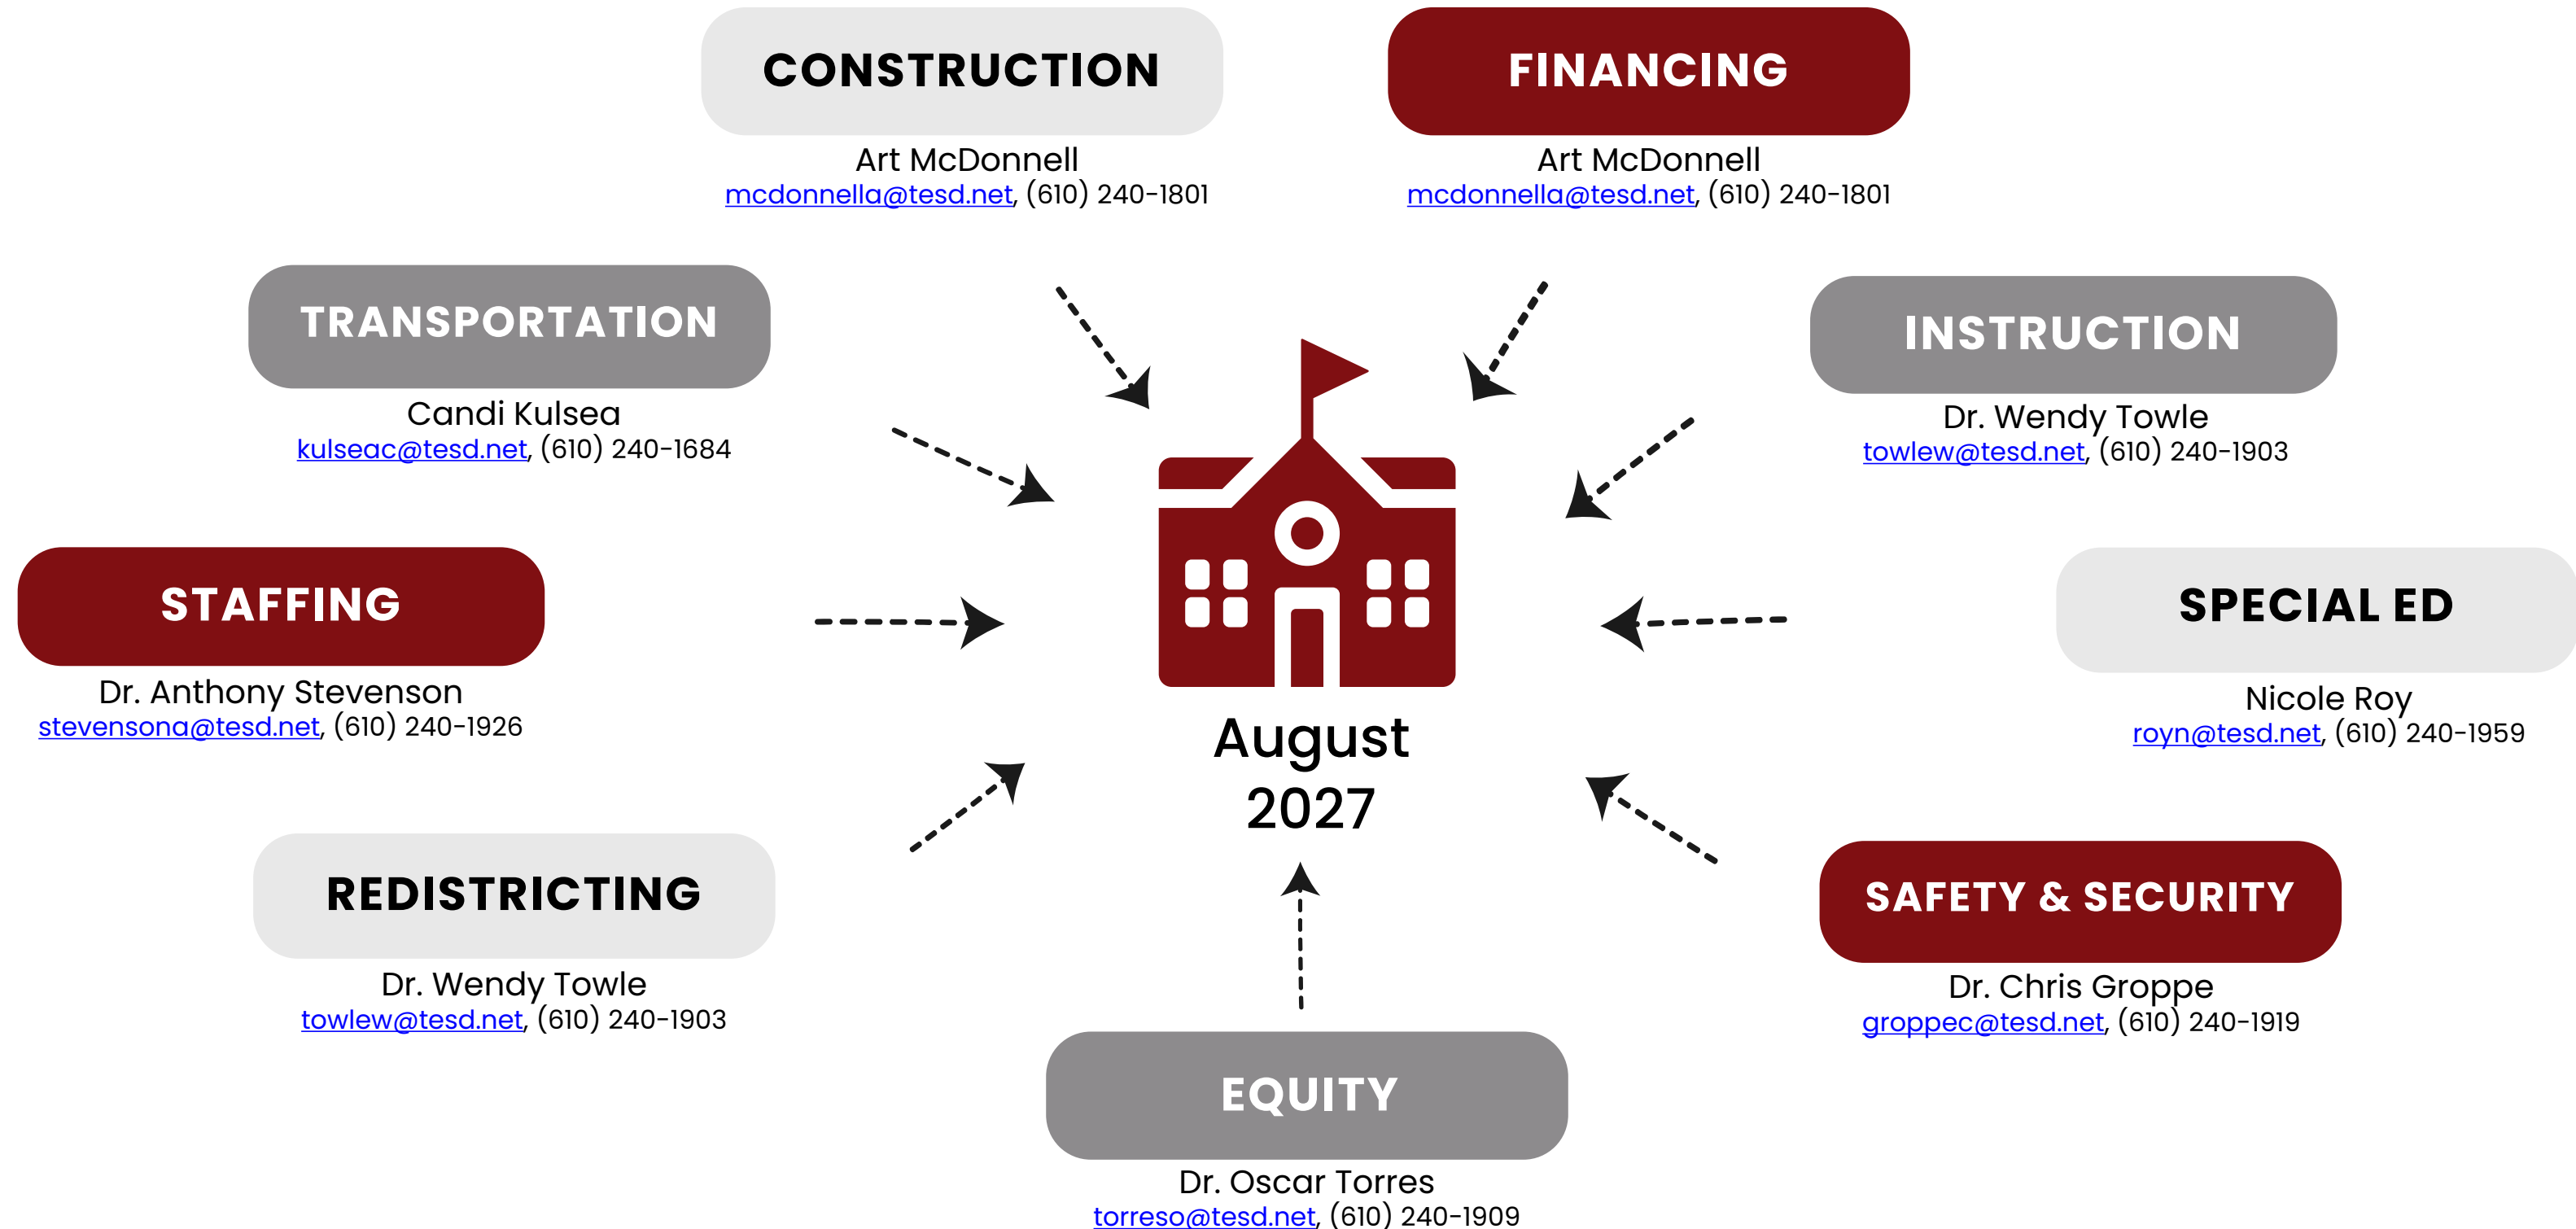 CONSTRUCTION
Art McDonnell
mcdonnella@tesd.net, (610) 240-1801
FINANCING
Art McDonnell
mcdonnella@tesd.net, (610) 240-1801
TRANSPORTATION
Candi Kulsea
kulseac@tesd.net, (610) 240-1684
INSTRUCTION
Dr. Wendy Towle
towlew@tesd.net, (610) 240-1903
STAFFING
Dr. Anthony Stevenson
stevensona@tesd.net, (610) 240-1926
SPECIAL ED
Nicole Roy
royn@tesd.net, (610) 240-1959
August
2027
REDISTRICTING
Dr. Wendy Towle
towlew@tesd.net, (610) 240-1903
SAFETY & SECURITY
Dr. Chris Groppe
groppec@tesd.net, (610) 240-1919
EQUITY
Dr. Oscar Torres
torreso@tesd.net, (610) 240-1909